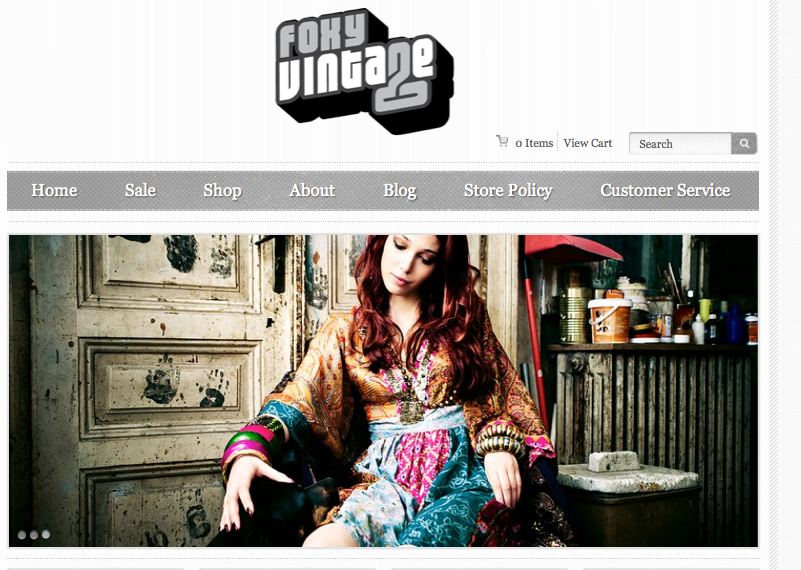 foxy
vintage
0 Items View Cart Search
Home Sale Shop About Blog Store Policy Customer Service